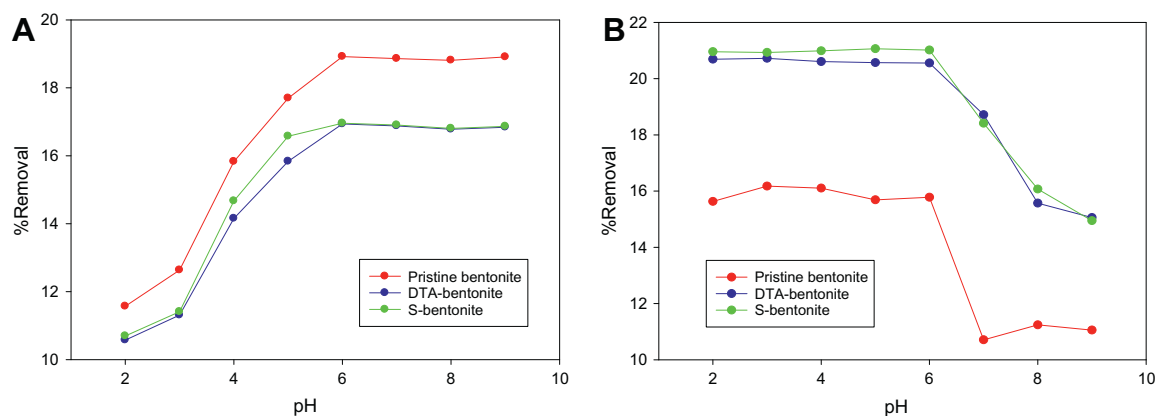 A
20
18
16
14
12
10
%Removal
2
4
6
8
10
pH
Pristine bentonite
DTA-bentonite
S-bentonite
B
22
20
18
16
14
12
10
%Removal
2
4
6
8
10
pH
Pristine bentonite
DTA-bentonite
S-bentonite